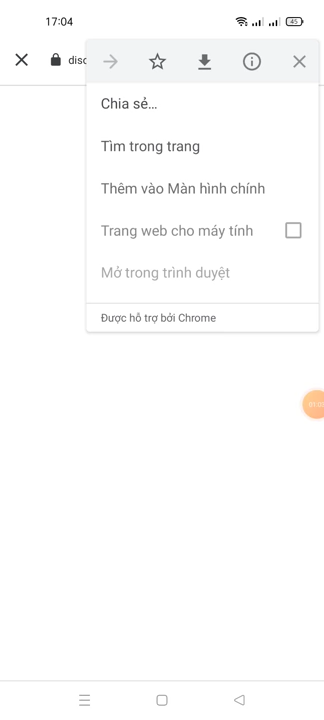 17:04
45
disc
Chia sẻ...
Tìm trong trang
Thêm vào Màn hình chính
Trang web cho máy tính
Mở trong trình duyệt
Được hỗ trợ bởi Chrome